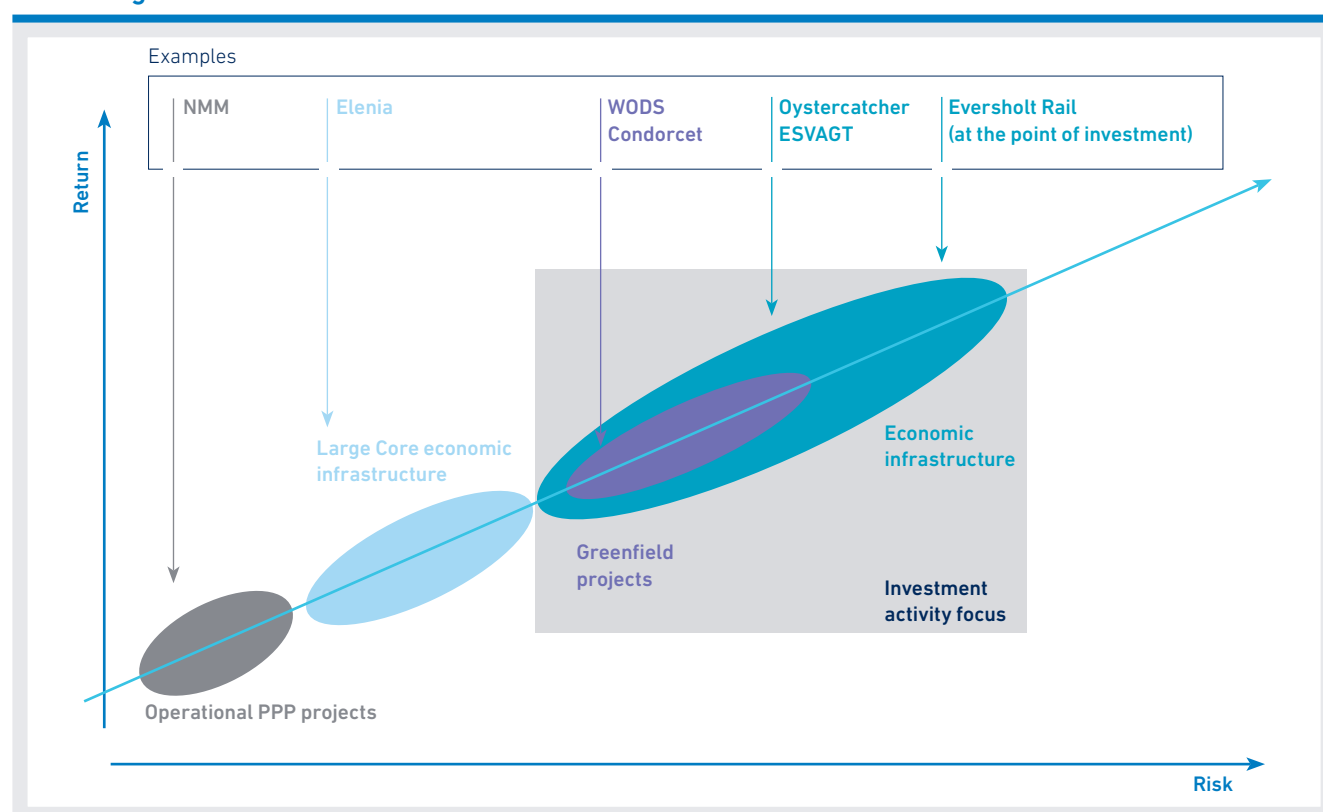 Examples
NMM
Elenia
WODS
Condorcet
Oystercatcher
ESVAGT
Eversholt Rail
(at the point of investment)
Return
Large Core economic
infrastructure
Economic
infrastructure
Greenfield
projects
Investment
activity focus
Operational PPP projects
Risk